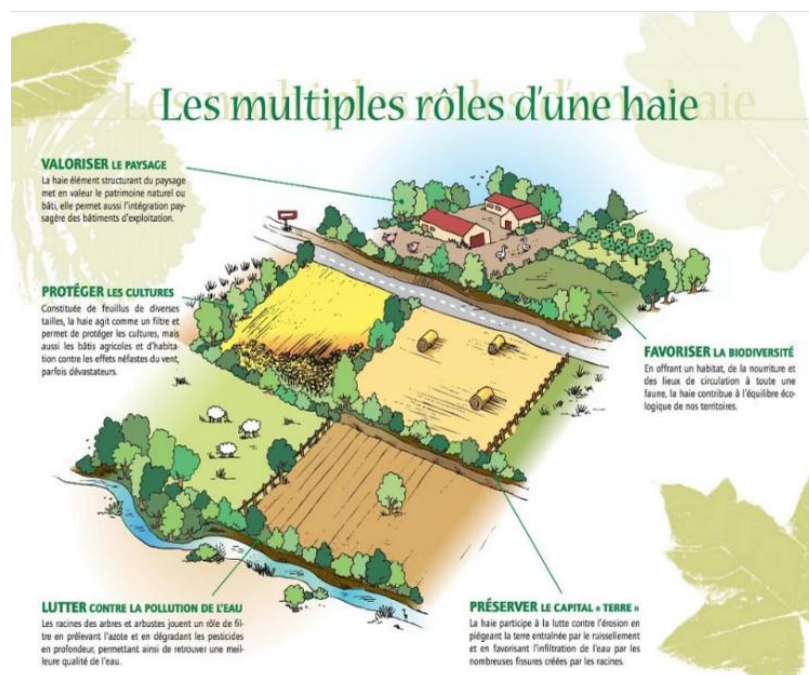 Les multiples rôles d'une haie
VALORISER LE PAYSAGE
La haie élément structurant du paysage
met en valeur le patrimoine naturel ou
bâti, elle permet aussi l'intégration pay-
sagère des bâtiments d'exploitation.
PROTÉGER LES CULTURES
Constituée de feuillus de diverses
tailles, la haie agit comme un filtre et
permet de protéger les cultures, mais
aussi les bâtis agricoles et d'habita-
tion contre les effets néfastes du vent,
parfois dévastateurs.
FAVORISER LA BIODIVERSITÉ
En offrant un habitat, de la nourriture et
des lieux de circulation à toute une
faune, la haie contribue à l'équilibre éco-
logique de nos territoires.
LUTTER CONTRE LA POLLUTION DE L'EAU
Les racines des arbres et arbustes jouent un rôle de fil-
tre en prélevant l'azote et en dégradant les pesticides
en profondeur, permettant ainsi de retrouver une meil-
leure qualité de l'eau.
PRÉSERVER LE CAPITAL « TERRE »
La haie participe à la lutte contre l'érosion en
piégeant la terre entraînée par le ruissellement
et en favorisant l'infiltration de l'eau par les
nombreuses fissures créées par les racines.